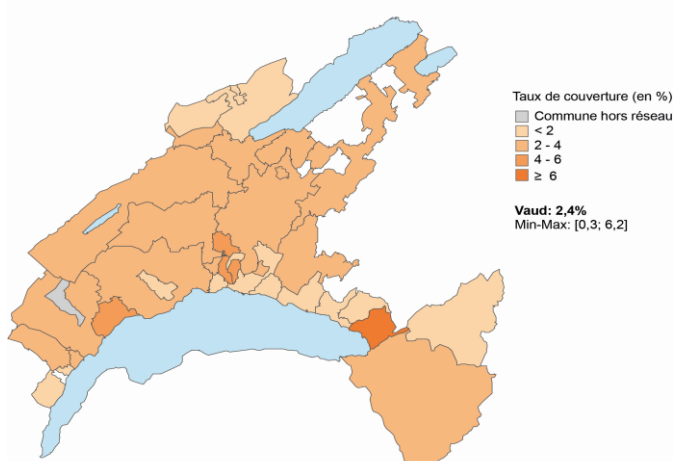 Taux de couverture (en %)
Commune hors réseau
< 2
2 - 4
4 - 6
≥ 6
Vaud: 2,4%
Min-Max: [0,3; 6,2]